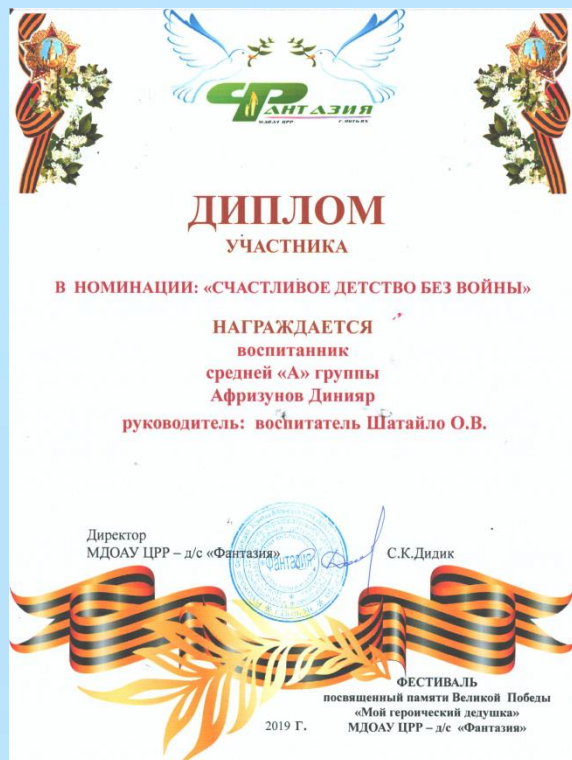 Фантазия
ДИПЛОМ
УЧАСТНИКА
В НОМИНАЦИИ: «СЧАСТЛИВОЕ ДЕТСТВО БЕЗ ВОЙНЫ»
НАГРАЖДАЕТСЯ
воспитанник
средней «А» группы
Афризунов Динияр
руководитель: воспитатель Шатайло О.В.
Директор
МДОАУ ЦРР – д/с «Фантазия»
С.К.Дидик
«Фантазия»
ФЕСТИВАЛЬ
посвященный памяти Великой Победы
«Мой героический дедушка»
2019 Г.
МДОАУ ЦРР – д/с «Фантазия»